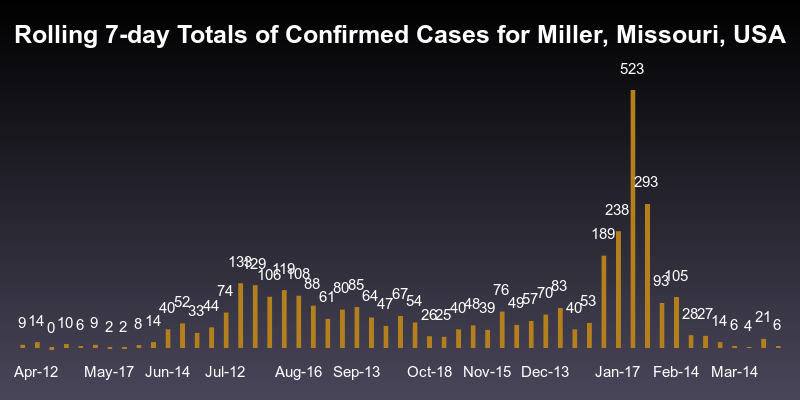 Rolling 7-day Totals of Confirmed Cases for Miller, Missouri, USA
523
293
238
189
133 129 106 119 108 88 61 80 85 64 47 67 54 26 25 40 48 39 76 49 57 70 83 40 53 93 105 28 27 14 6 4 21 6
9 14 0 10 6 9 2 2 8 14 40 52 33 44 74
Apr-12 May-17 Jun-14 Jul-12 Aug-16 Sep-13 Oct-18 Nov-15 Dec-13 Jan-17 Feb-14 Mar-14